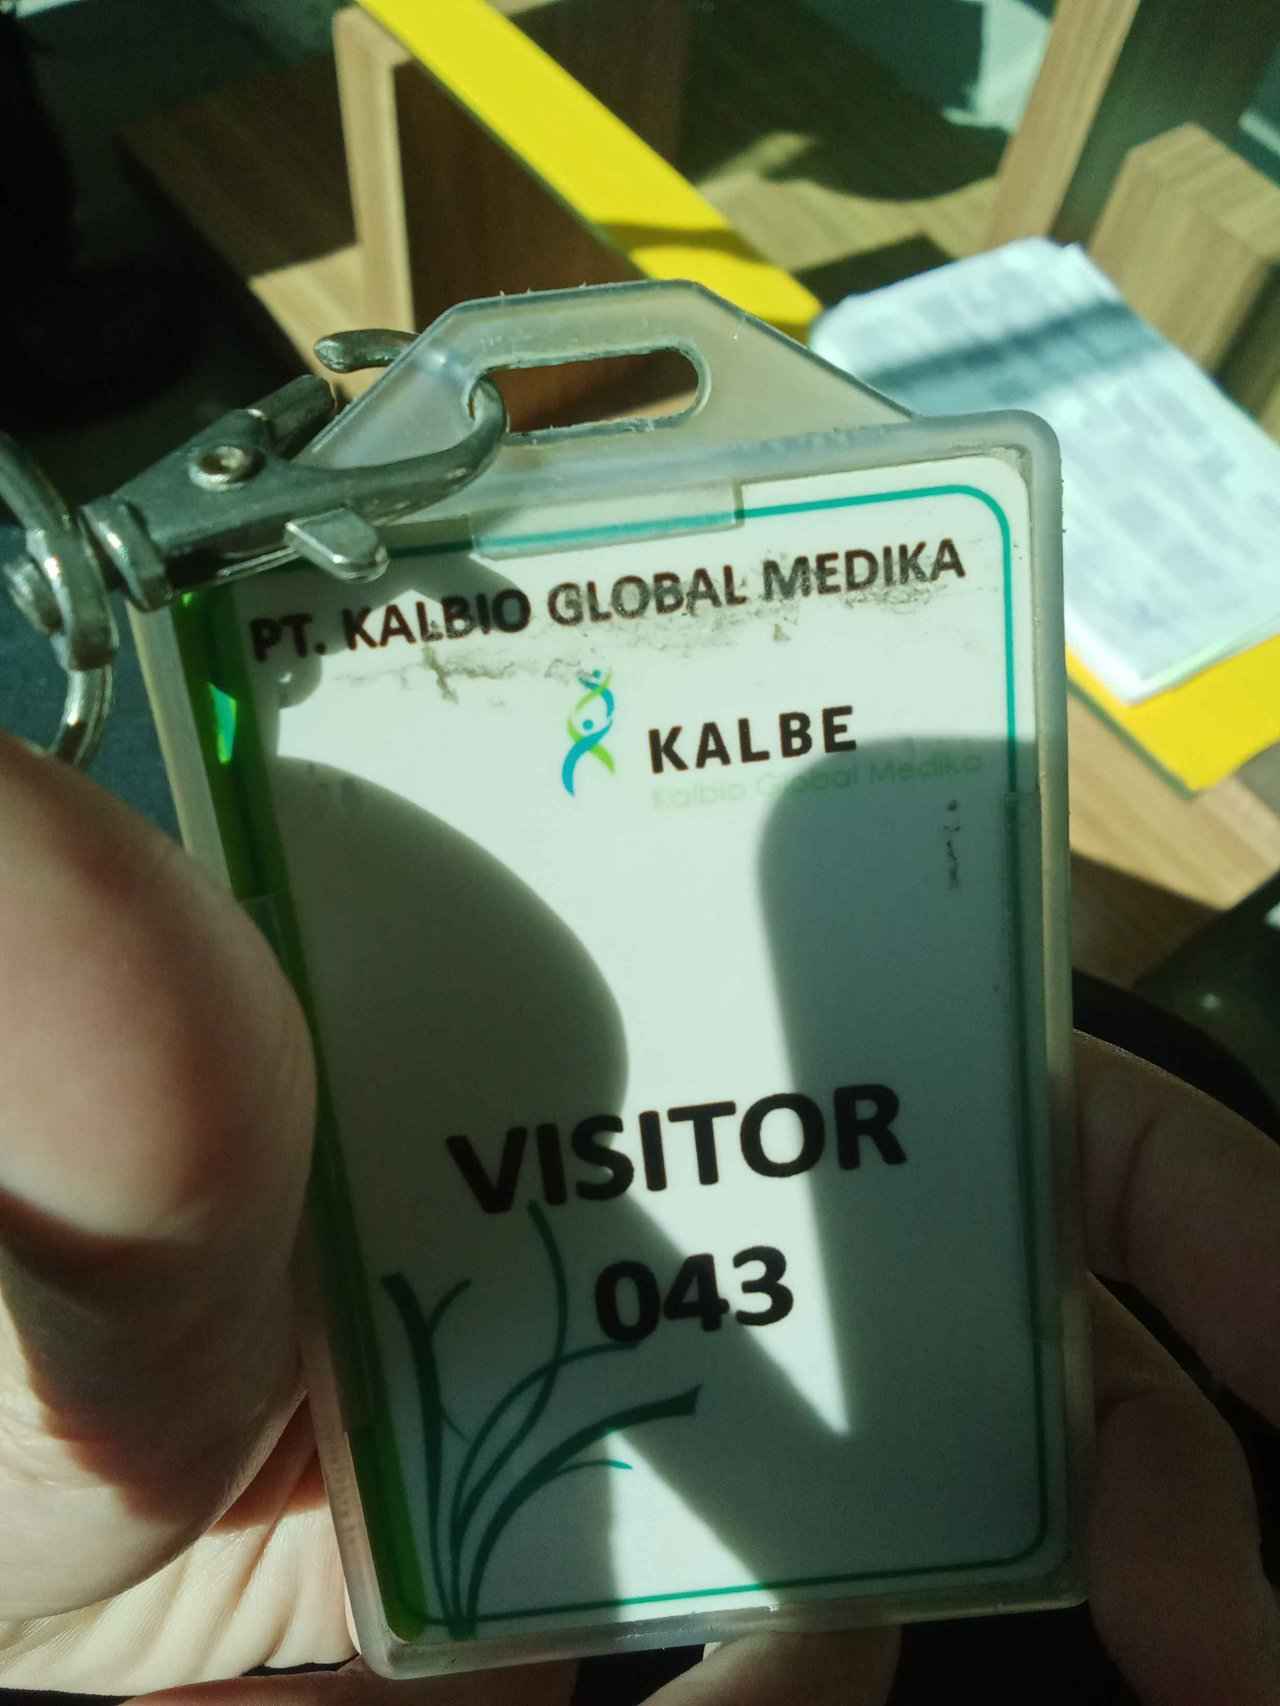 PT. KALBIO GLOBAL MEDIKA
KALBE
Kalbio Global Medika
VISITOR
043